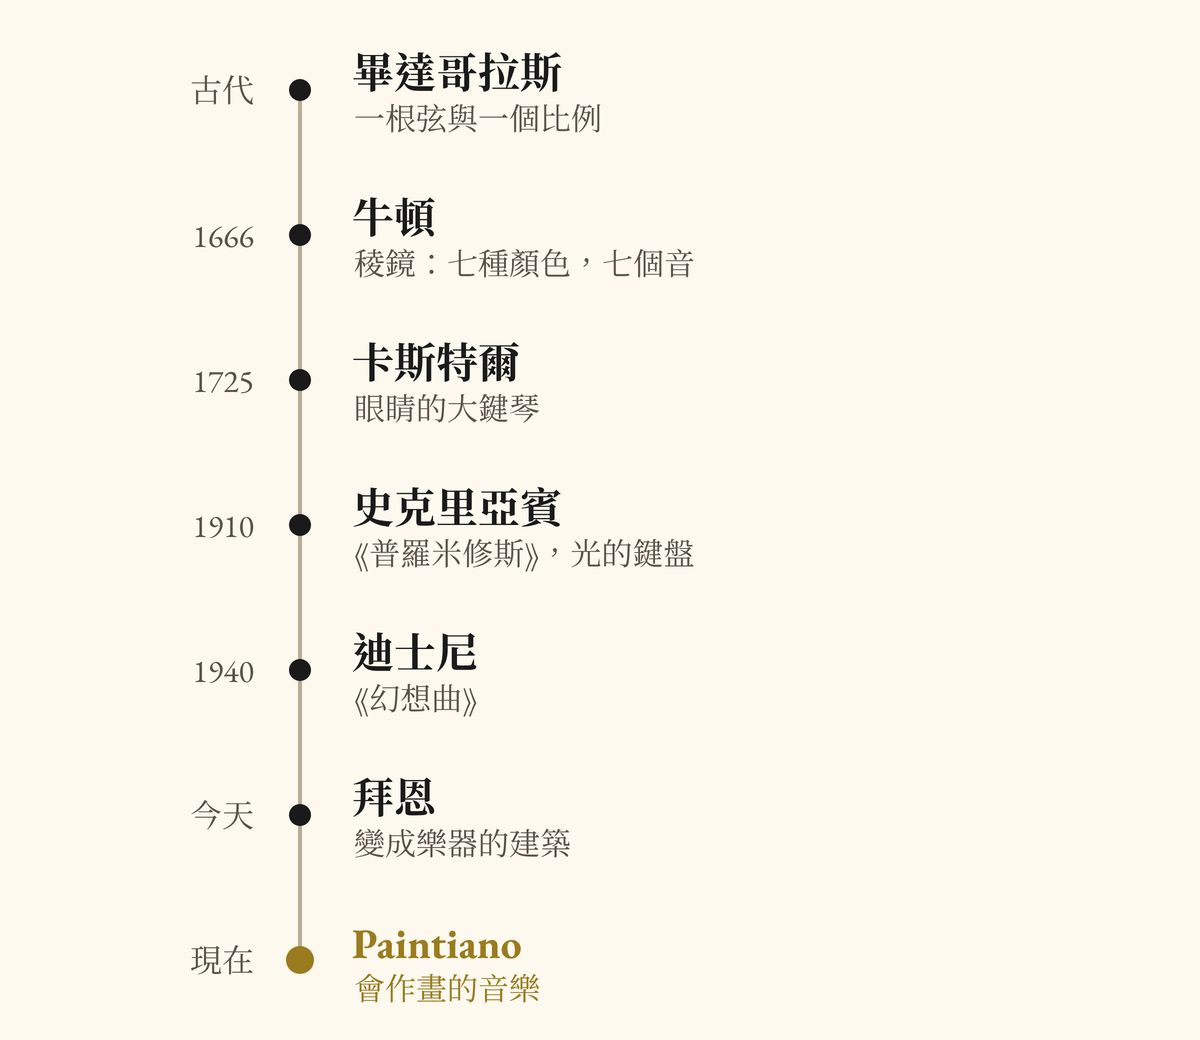 古代
畢達哥拉斯
一根弦與一個比例
1666
牛頓
稜鏡：七種顏色，七個音
1725
卡斯特爾
眼睛的大鍵琴
1910
史克里亞賓
《普羅米修斯》，光的鍵盤
1940
迪士尼
《幻想曲》
今天
拜恩
變成樂器的建築
現在
Paintiano
會作畫的音樂